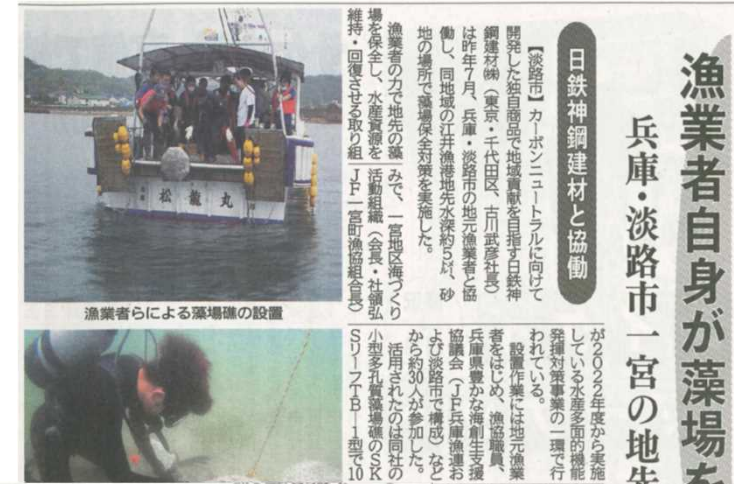 漁業者自身が藻場を
兵庫・淡路市一宮の地先
日鉄神鋼建材と協働
【淡路市】カーボンニュートラルに向けて
開発した独自商品で地域貢献を目指す日鉄神
鋼建材㈱（東京・千代田区、古川武彦社長）
は昨年7月、兵庫・淡路市の地元漁業者と協
働し、同地域の江井漁港地先水深約5㍍、砂
地の場所で藻場保全対策を実施した。
漁業者の力で地先の藻
場を保全し、水産資源を
維持・回復させる取り組
みで、一宮地区海づくり
活動組織（会長・社領弘
JF一宮町漁協組合長）
が2022年度から実施
している水産多面的機能
発揮対策事業の一環で行
われている。
設置作業には地元漁業
者をはじめ、漁協職員、
兵庫県豊かな海創生支援
協議会（JF兵庫漁連お
よび淡路市で構成）など
から約30人が参加した。
活用されたのは同社の
小型多孔質藻場礁のSK
SリーフTB―1型で10
松龍丸
漁業者らによる藻場礁の設置